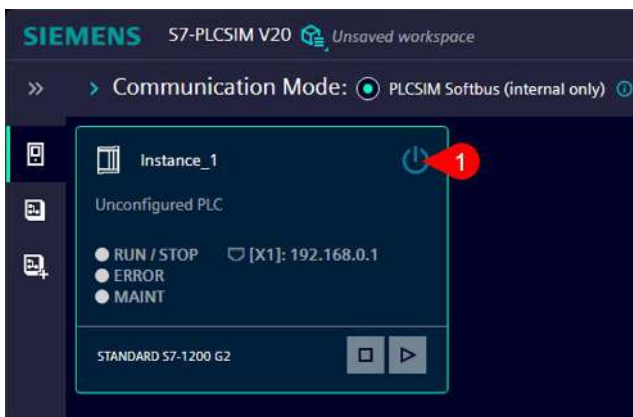 SIEMENS S7-PLCSIM V20 Unsaved workspace
Communication Mode: PLCSIM Softbus (internal only)
Instance_1
1
Unconfigured PLC
RUN / STOP [X1]: 192.168.0.1
ERROR
MAINT
STANDARD S7-1200 G2